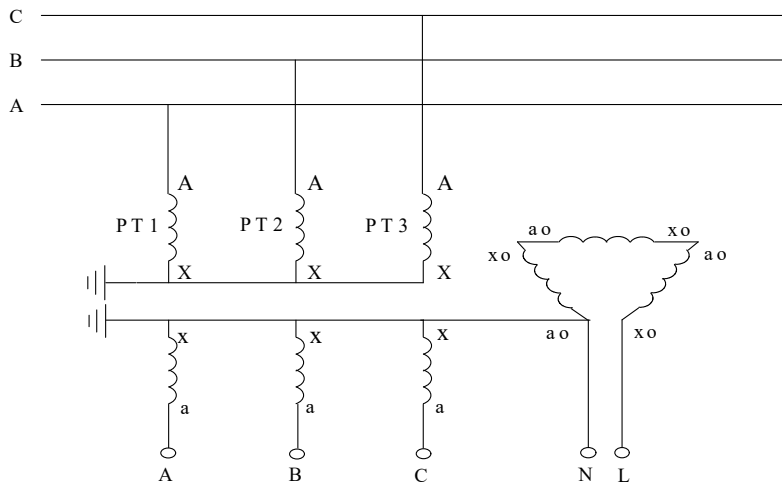 C
B
A
A A A
PT1 PT2 PT3
ao xo
xo ao
X X X
x x x ao xo
a a a
A B C N L